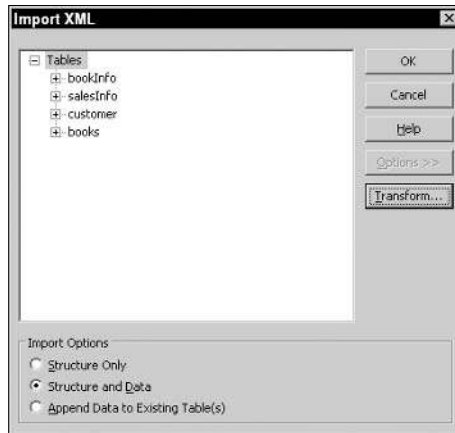 Import XML
Tables
bookInfo
salesInfo
customer
books
OK
Cancel
Help
Options >>
Transform...
Import Options
Structure Only
Structure and Data
Append Data to Existing Table(s)